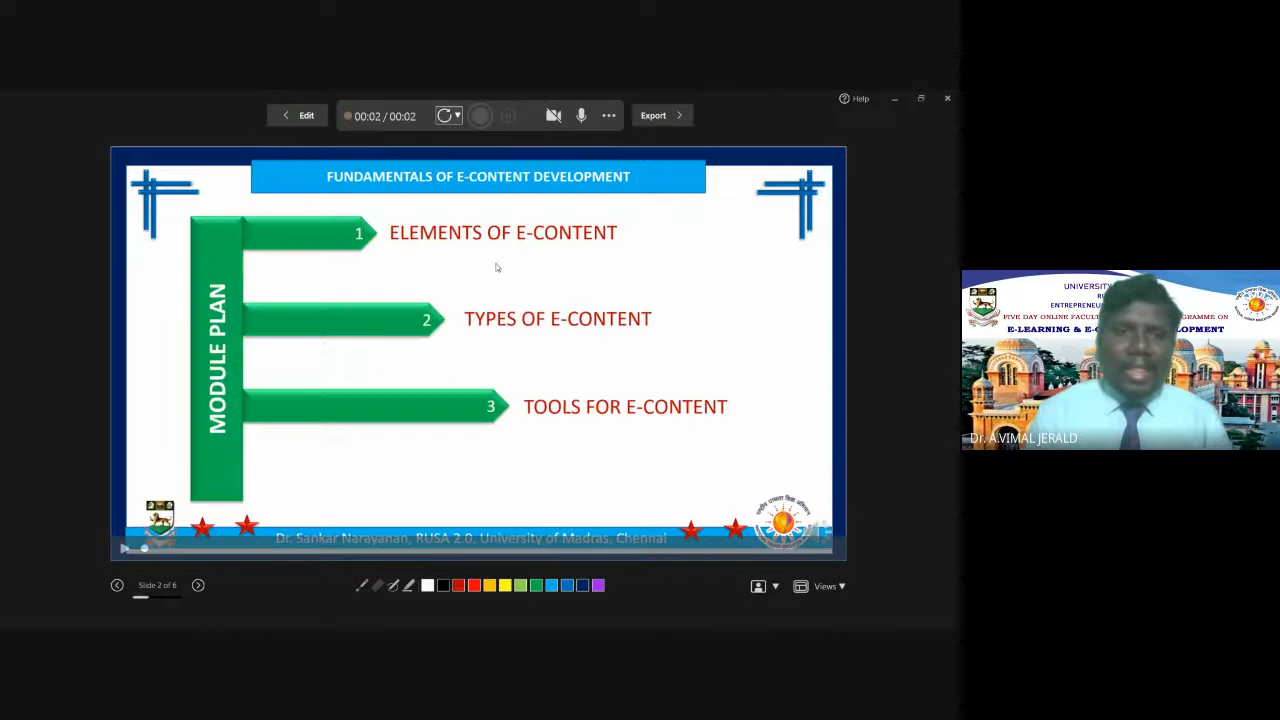 Help
Edit
00:02 / 00:02
Export
FUNDAMENTALS OF E-CONTENT DEVELOPMENT
MODULE PLAN
1 ELEMENTS OF E-CONTENT
2 TYPES OF E-CONTENT
3 TOOLS FOR E-CONTENT
Dr. Sankar Narayanan, RUSA 2.0, University of Madras, Chennai
Slide 2 of 6
Views
UNIVERSITY
ENTREPRENEUR
FIVE DAY ONLINE FACUL GRAMME ON
E-LEARNING & E-C LOPMENT
Dr. A.VIMAL JERALD